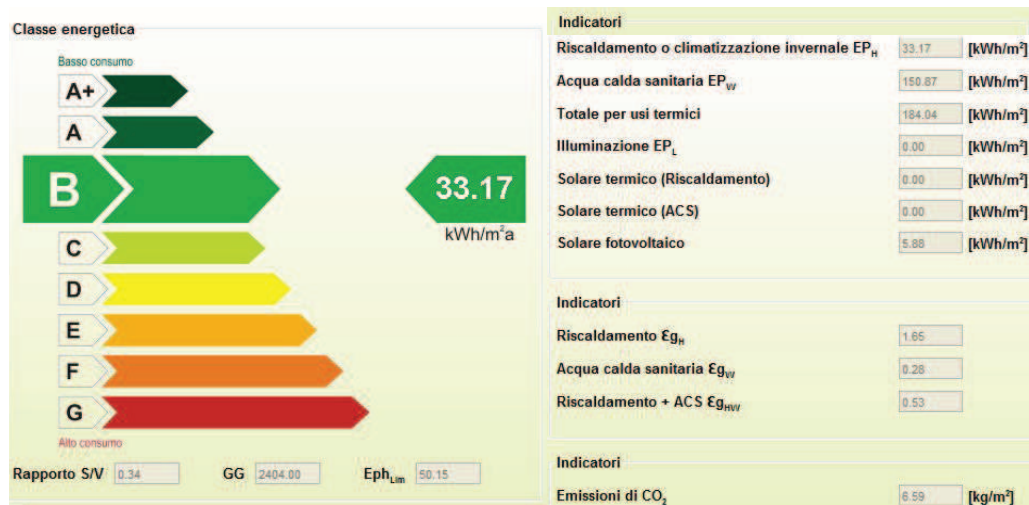 Classe energetica
Basso consumo
A+
A
B
33.17
kWh/m²a
C
D
E
F
G
Alto consumo
Rapporto S/V 0.34 GG 2404.00 Eph_Lim 50.15
Indicatori
Riscaldamento o climatizzazione invernale EP_H 33.17 [kWh/m²]
Acqua calda sanitaria EP_W 150.87 [kWh/m²]
Totale per usi termici 184.04 [kWh/m²]
Illuminazione EP_L 0.00 [kWh/m²]
Solare termico (Riscaldamento) 0.00 [kWh/m²]
Solare termico (ACS) 0.00 [kWh/m²]
Solare fotovoltaico 5.88 [kWh/m²]
Indicatori
Riscaldamento Ɛg_H 1.65
Acqua calda sanitaria Ɛg_W 0.28
Riscaldamento + ACS Ɛg_HW 0.53
Indicatori
Emissioni di CO₂ 6.59 [kg/m²]